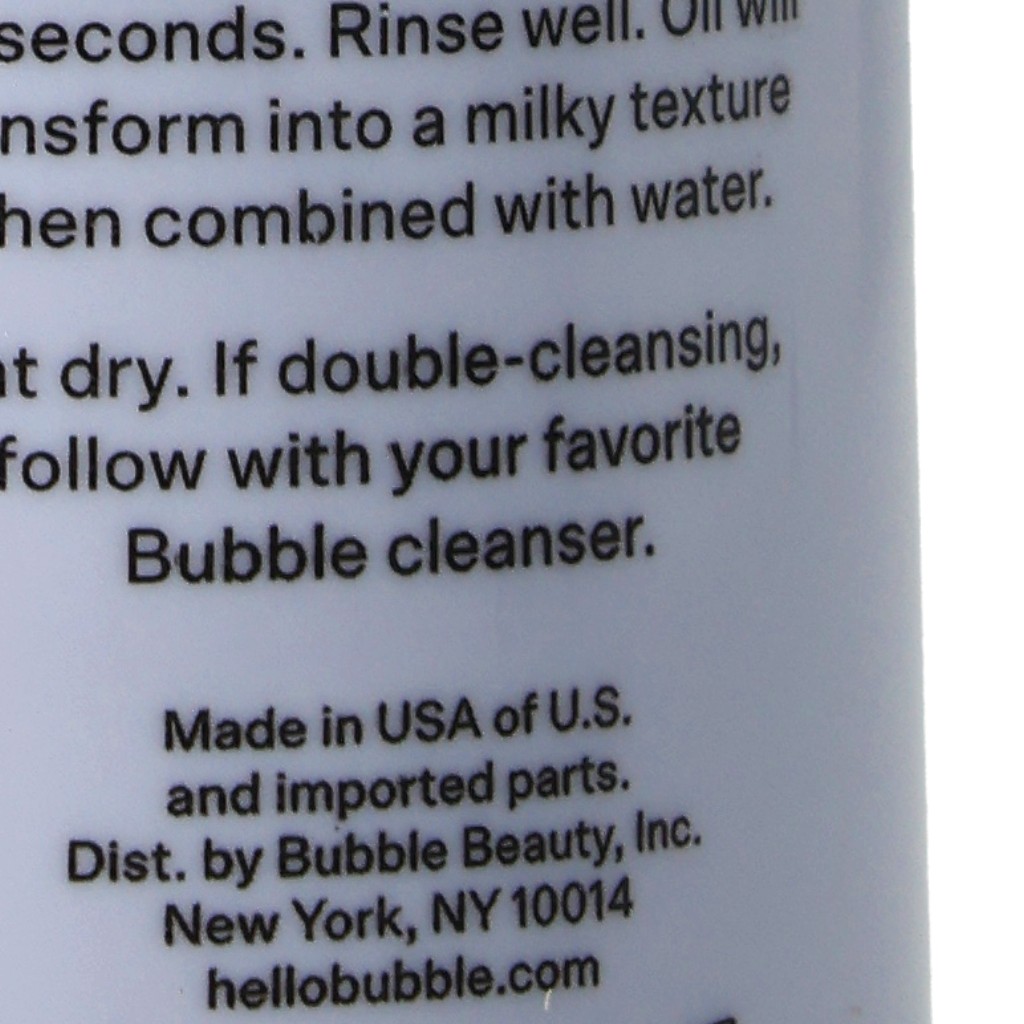 seconds. Rinse well. Oil will
nsform into a milky texture
hen combined with water.
t dry. If double-cleansing,
follow with your favorite
Bubble cleanser.
Made in USA of U.S.
and imported parts.
Dist. by Bubble Beauty, Inc.
New York, NY 10014
hellobubble.com